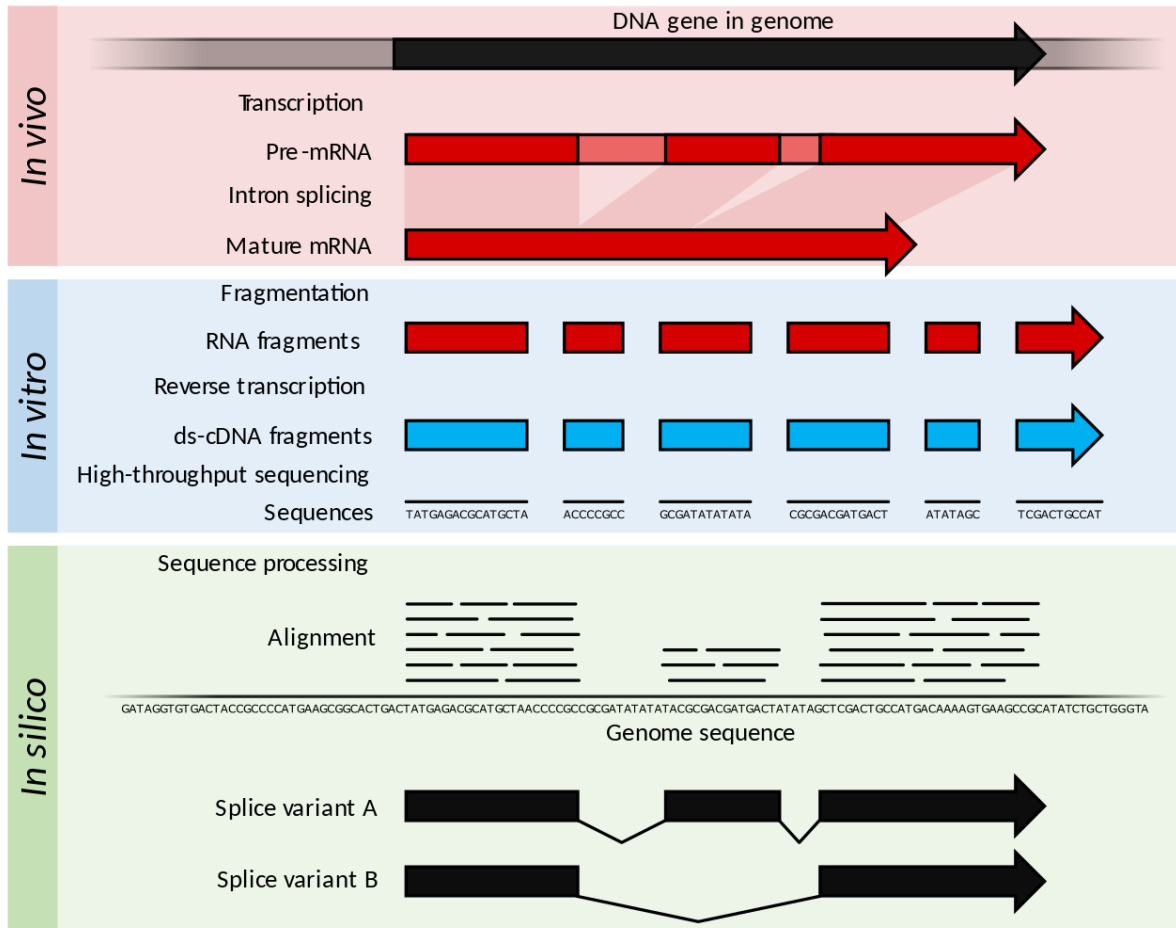 In vivo
DNA gene in genome
Transcription
Pre-mRNA
Intron splicing
Mature mRNA
In vitro
Fragmentation
RNA fragments
Reverse transcription
ds-cDNA fragments
High-throughput sequencing
Sequences
TATGAGACGCATGCTA ACCCCGCC GCGATATATATA CGCGACGATGACT ATATAGC TCGACTGCCAT
In silico
Sequence processing
Alignment
GATAGGTGTGACTACCGCCCCATGAAGCGGCACTGACTATGAGACGCATGCTAACCCCGCCGCGATATATATACGCGACGATGACTATATAGCTCGACTGCCATGACAAAAGTGAAGCCGCATATCTGCTGGGTA
Genome sequence
Splice variant A
Splice variant B